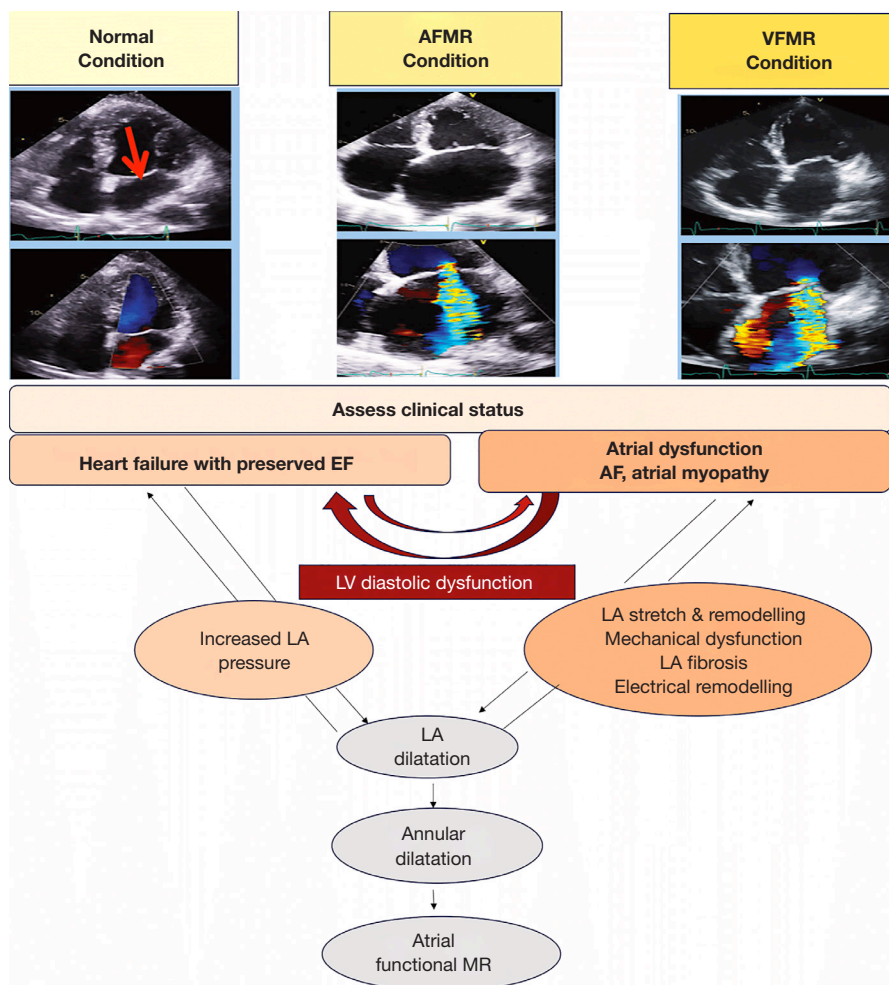 Normal
Condition
AFMR
Condition
VFMR
Condition
Assess clinical status
Heart failure with preserved EF
Atrial dysfunction
AF, atrial myopathy
LV diastolic dysfunction
Increased LA
pressure
LA stretch & remodelling
Mechanical dysfunction
LA fibrosis
Electrical remodelling
LA
dilatation
Annular
dilatation
Atrial
functional MR